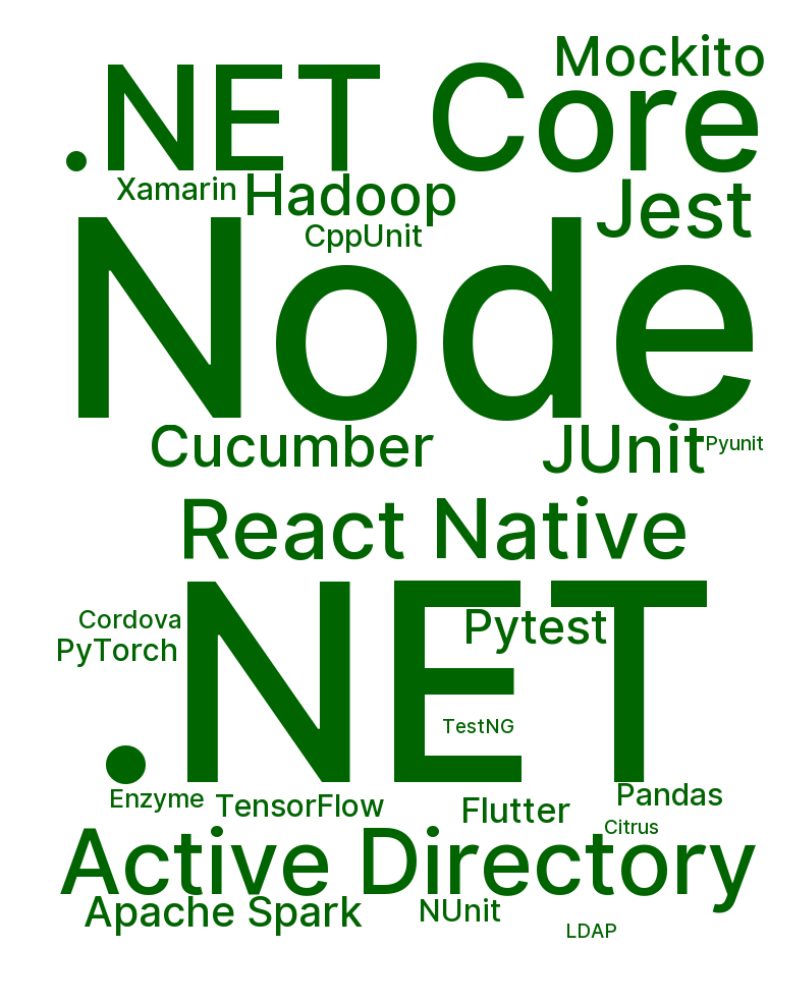 Mockito
.NET Core
Xamarin
Hadoop
Jest
CppUnit
Node
Cucumber
JUnit
Pyunit
React Native
.NET
Cordova
Pytest
PyTorch
TestNG
Enzyme
TensorFlow
Flutter
Pandas
Citrus
Active Directory
Apache Spark
NUnit
LDAP